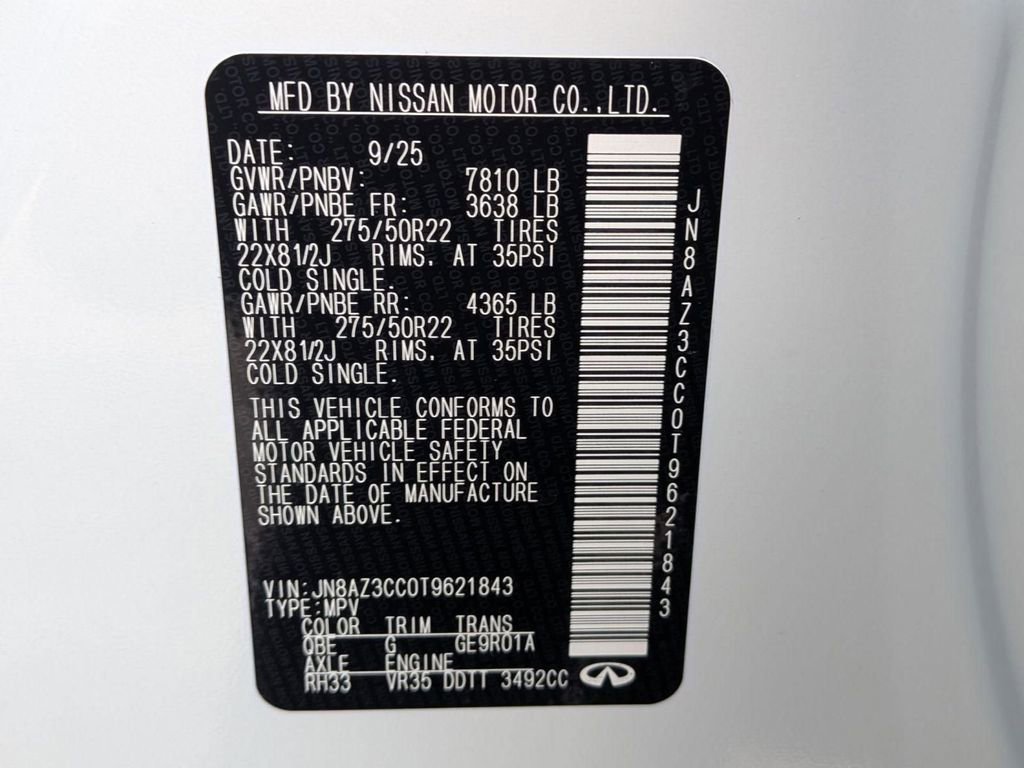 MFD BY NISSAN MOTOR CO.,LTD.
DATE: 9/25
GVWR/PNBV: 7810 LB
GAWR/PNBE FR: 3638 LB
WITH 275/50R22 TIRES
22X81/2J RIMS. AT 35PSI
COLD SINGLE.
GAWR/PNBE RR: 4365 LB
WITH 275/50R22 TIRES
22X81/2J RIMS. AT 35PSI
COLD SINGLE.
THIS VEHICLE CONFORMS TO
ALL APPLICABLE FEDERAL
MOTOR VEHICLE SAFETY
STANDARDS IN EFFECT ON
THE DATE OF MANUFACTURE
SHOWN ABOVE.
VIN:JN8AZ3CC0T9621843
TYPE:MPV
COLOR TRIM TRANS
QBE G GE9R01A
AXLE ENGINE
RH33 VR35 DDTT 3492CC
JN8AZ3CC0T9621843